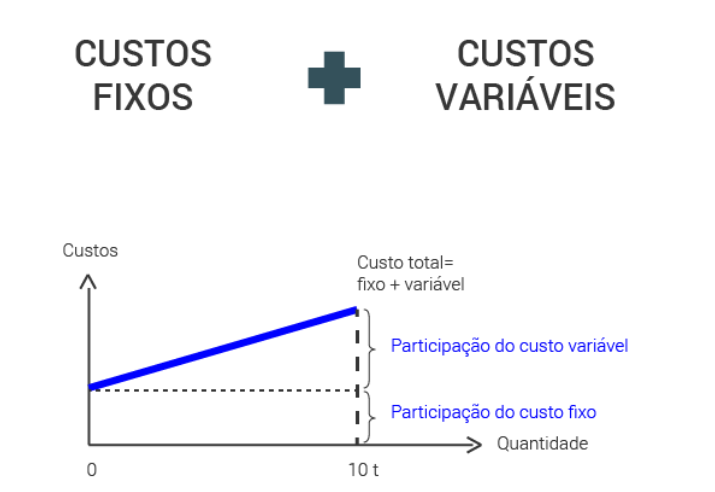 CUSTOS
FIXOS
CUSTOS
VARIÁVEIS
Custos
Custo total=
fixo + variável
Participação do custo variável
Participação do custo fixo
Quantidade
0
10 t